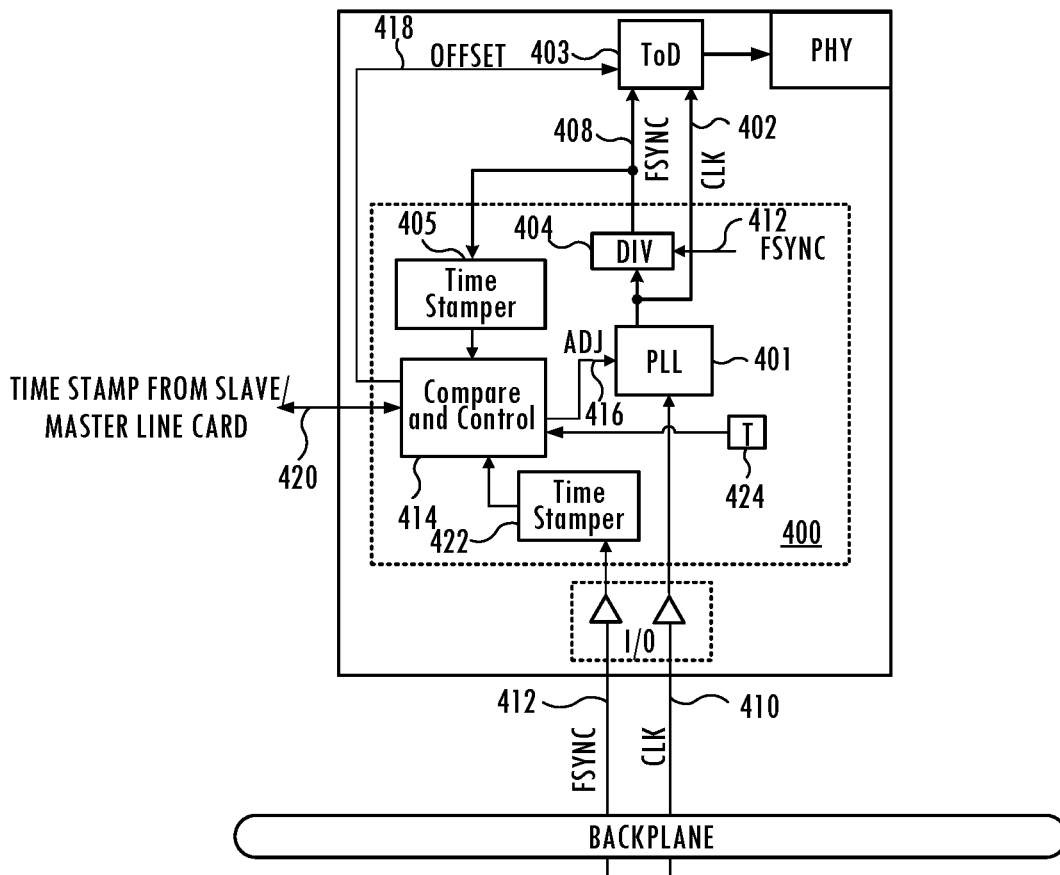 418
OFFSET
403
ToD
PHY
408
FSYNC
CLK
402
405
404
DIV
412
FSYNC
Time
Stamper
ADJ
416
PLL
401
TIME STAMP FROM SLAVE/
MASTER LINE CARD
420
Compare
and Control
414
T
424
Time
Stamper
422
400
I/O
412
410
FSYNC
CLK
BACKPLANE